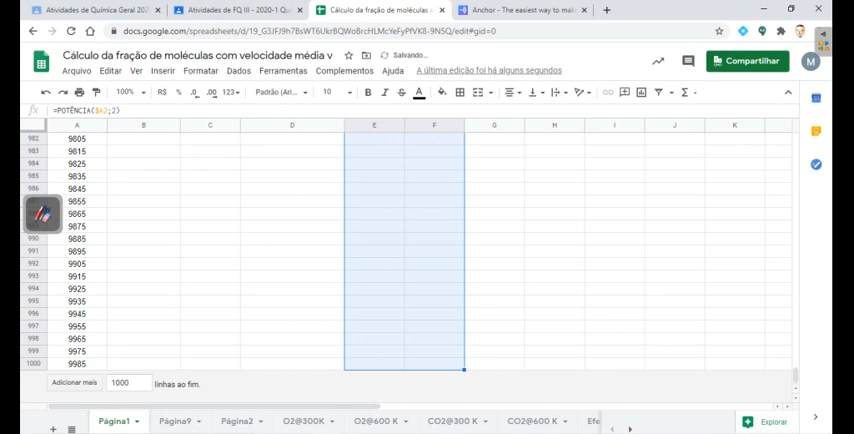 Atividades de Química Geral 202
Atividades de FQ III - 2020-1 Qu
Cálculo da fração de moléculas c
Anchor - The easiest way to mak
docs.google.com/spreadsheets/d/19_G3JFJ9h7BsWT6UkrBQWoBrcHLMcYeFyPfVK8-9N5Q/edit#gid=0
Cálculo da fração de moléculas com velocidade média v
Salvando...
Arquivo Editar Ver Inserir Formatar Dados Ferramentas Complementos Ajuda A última edição foi há alguns segundos
Compartilhar
M
100% R$ % .0 .00 123 Padrão (Ari... 10 B I S A
fx =POTÊNCIA($A2;2)
A B C D E F G H I J K
982 9805
983 9815
984 9825
985 9835
986 9845
9855
9865
9875
990 9885
991 9895
992 9905
993 9915
994 9925
995 9935
996 9945
997 9955
998 9965
999 9975
1000 9985
Adicionar mais 1000 linhas ao fim.
Página1 Página9 Página2 O2@300K O2@600 K CO2@300 K CO2@600 K Efe
Explorar